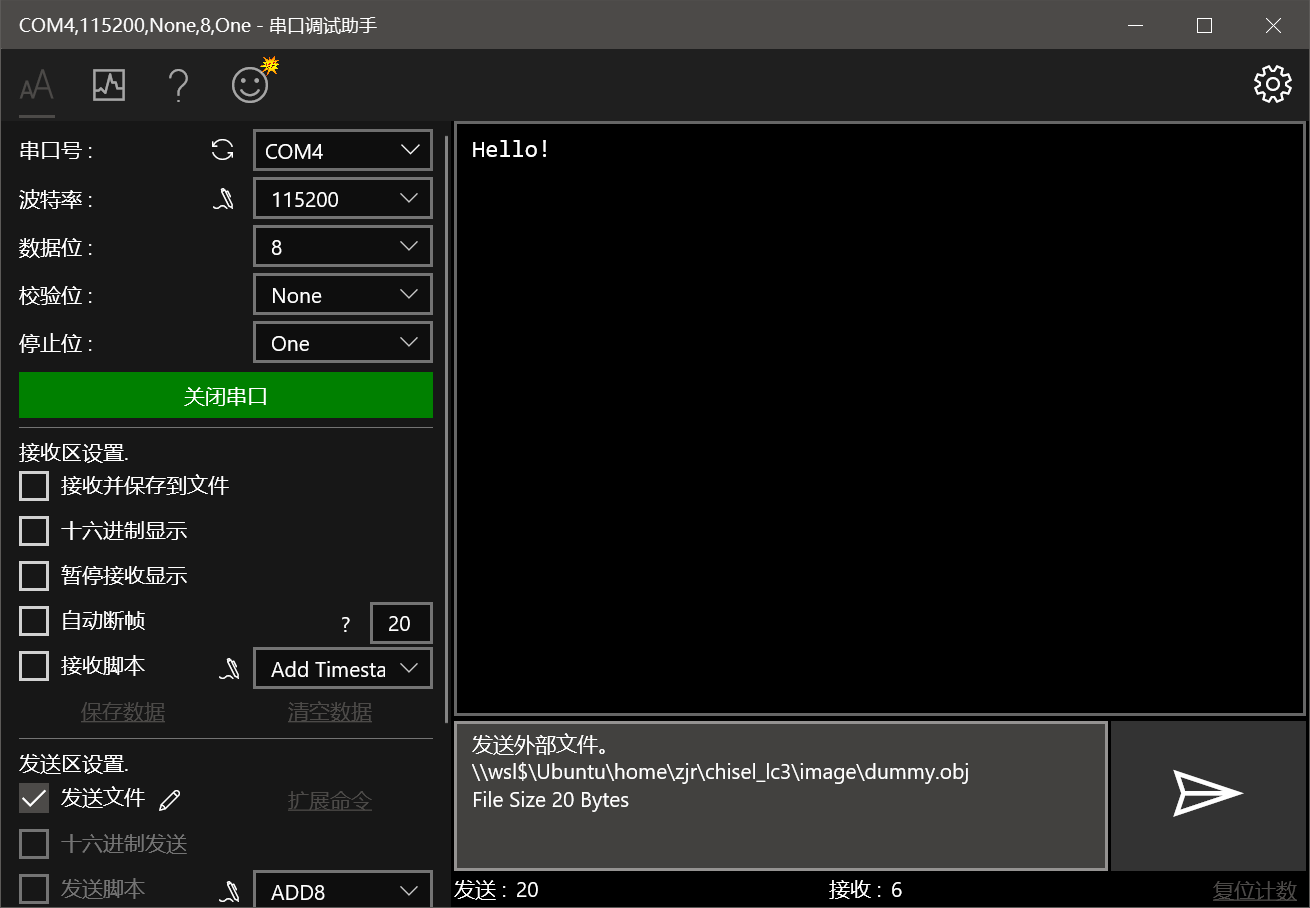 COM4,115200,None,8,One - 串口调试助手
串口号 :
COM4
波特率 :
115200
数据位 :
8
校验位 :
None
停止位 :
One
关闭串口
接收区设置.
接收并保存到文件
十六进制显示
暂停接收显示
自动断帧
?
20
接收脚本
Add Timesta
保存数据
清空数据
发送区设置.
发送文件
扩展命令
十六进制发送
发送脚本
ADD8
Hello!
发送外部文件。
\\wsl$\Ubuntu\home\zjr\chisel_lc3\image\dummy.obj
File Size 20 Bytes
发送 : 20
接收 : 6
复位计数